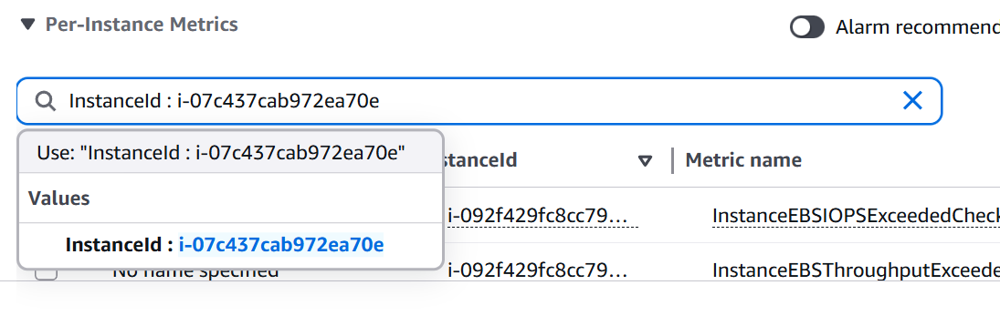 Per-Instance Metrics
Alarm recommenc
InstanceId : i-07c437cab972ea70e
Use: "InstanceId : i-07c437cab972ea70e"
stanceId
Metric name
Values
i-092f429fc8cc79...
InstanceEBSIOPSExceededCheck
InstanceId : i-07c437cab972ea70e
No name specified
i-092f429fc8cc79...
InstanceEBSThroughputExceede